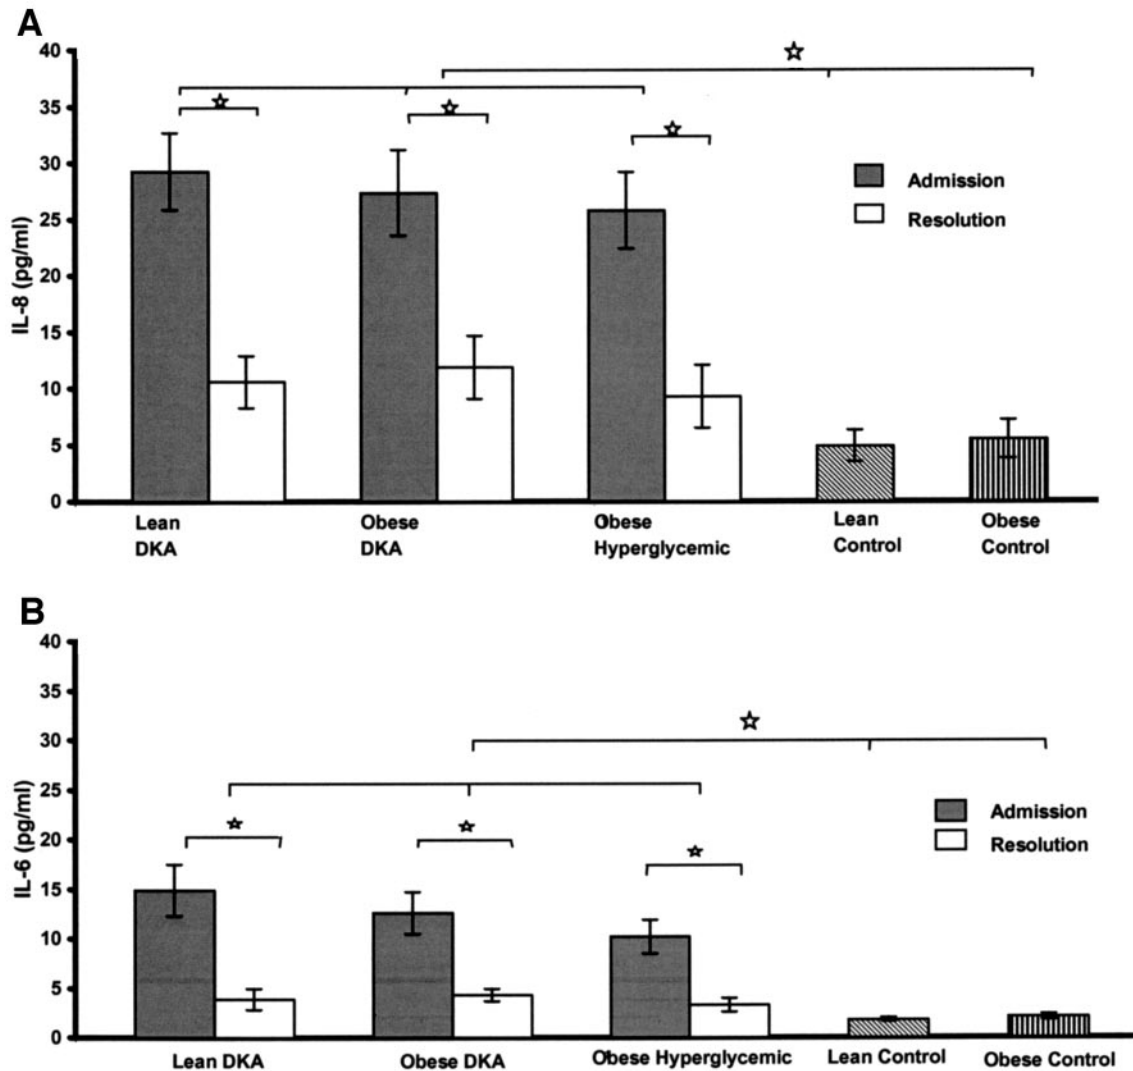 A
40
35
30
25
20
15
10
5
0
IL-8 (pg/ml)
Admission
Resolution
Lean
DKA
Obese
DKA
Obese
Hyperglycemic
Lean
Control
Obese
Control
B
40
35
30
25
20
15
10
5
0
IL-6 (pg/ml)
Admission
Resolution
Lean DKA
Obese DKA
Obese Hyperglycemic
Lean Control
Obese Control